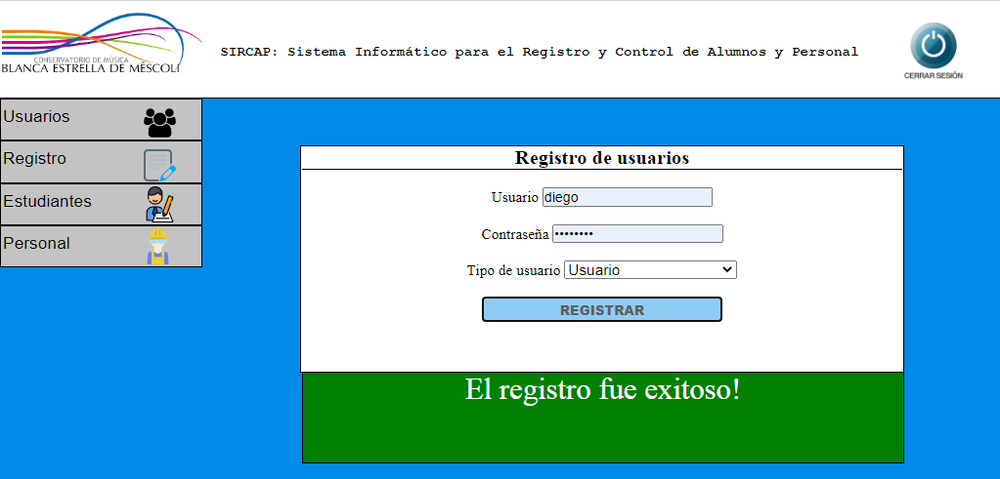 CONSERVATORIO DE MÚSICA
BLANCA ESTRELLA DE MÉSCOLI
SIRCAP: Sistema Informático para el Registro y Control de Alumnos y Personal
CERRAR SESIÓN
Usuarios
Registro
Estudiantes
Personal
Registro de usuarios
Usuario diego
Contraseña ••••••••
Tipo de usuario Usuario
REGISTRAR
El registro fue exitoso!